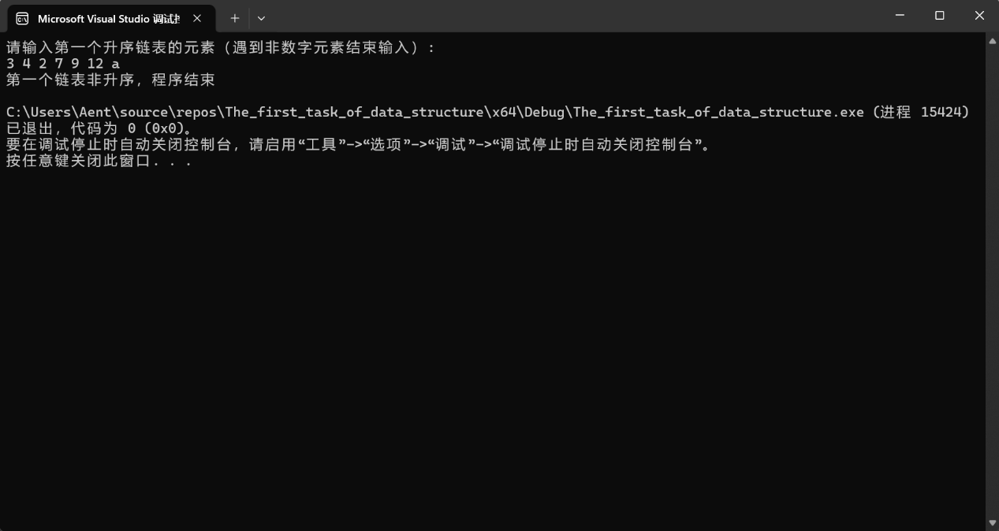 Microsoft Visual Studio 调试
请输入第一个升序链表的元素（遇到非数字元素结束输入）：
3 4 2 7 9 12 a
第一个链表非升序，程序结束
C:\Users\Aent\source\repos\The_first_task_of_data_structure\x64\Debug\The_first_task_of_data_structure.exe (进程 15424)
已退出，代码为 0 (0x0)。
要在调试停止时自动关闭控制台，请启用“工具”->“选项”->“调试”->“调试停止时自动关闭控制台”。
按任意键关闭此窗口. . .